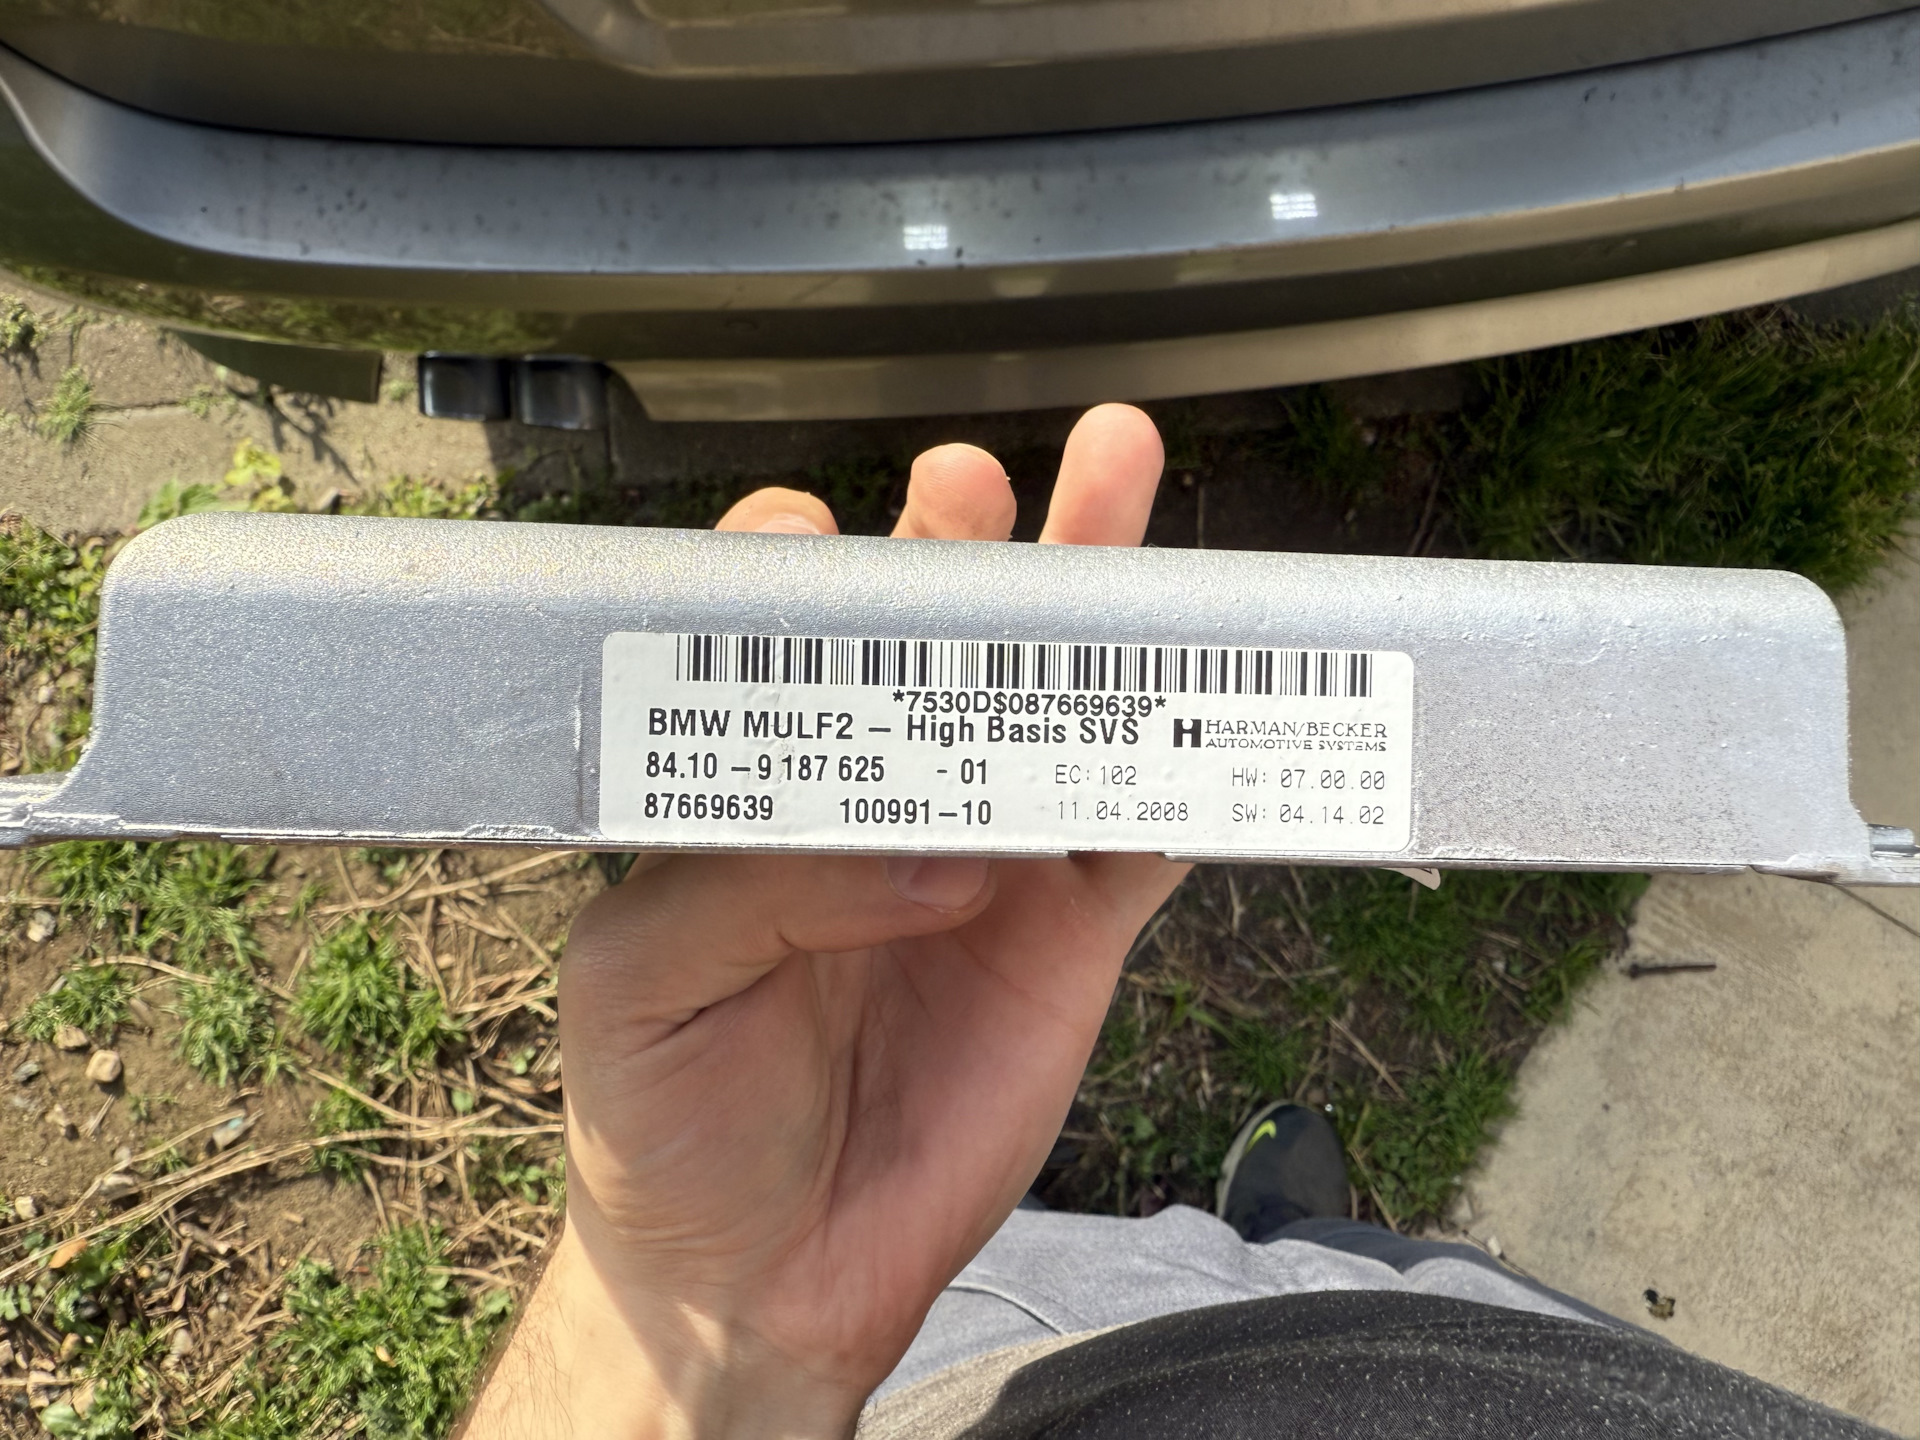 *7530D$087669639*
BMW MULF2 – High Basis SVS
HARMAN/BECKER
AUTOMOTIVE SYSTEMS
84.10 –9 187 625 - 01
EC: 102
HW: 07.00.00
87669639 100991–10
11.04.2008
SW: 04.14.02